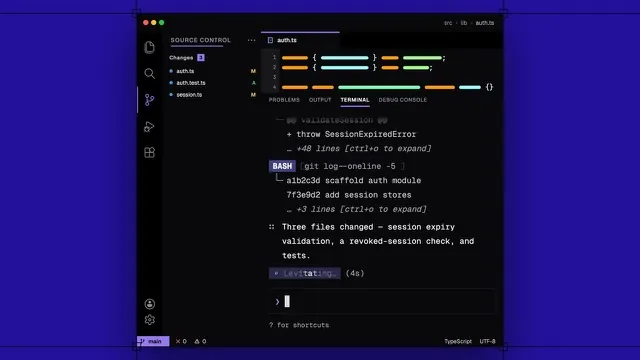 src › lib › auth.ts
SOURCE CONTROL ···
auth.ts
Changes 3
auth.ts M
auth.test.ts A
session.ts M
1 { } ;
2 { } ;
3
4 {}
PROBLEMS OUTPUT TERMINAL DEBUG CONSOLE
@@ validateSession @@
+ throw SessionExpiredError
… +48 lines [ctrl+o to expand]
BASH [git log--oneline -5 ]
a1b2c3d scaffold auth module
7f3e9d2 add session stores
… +3 lines [ctrl+o to expand]
Three files changed — session expiry
validation, a revoked-session check, and
tests.
Levitating… (4s)
❯
? for shortcuts
main 0 0 TypeScript UTF-8